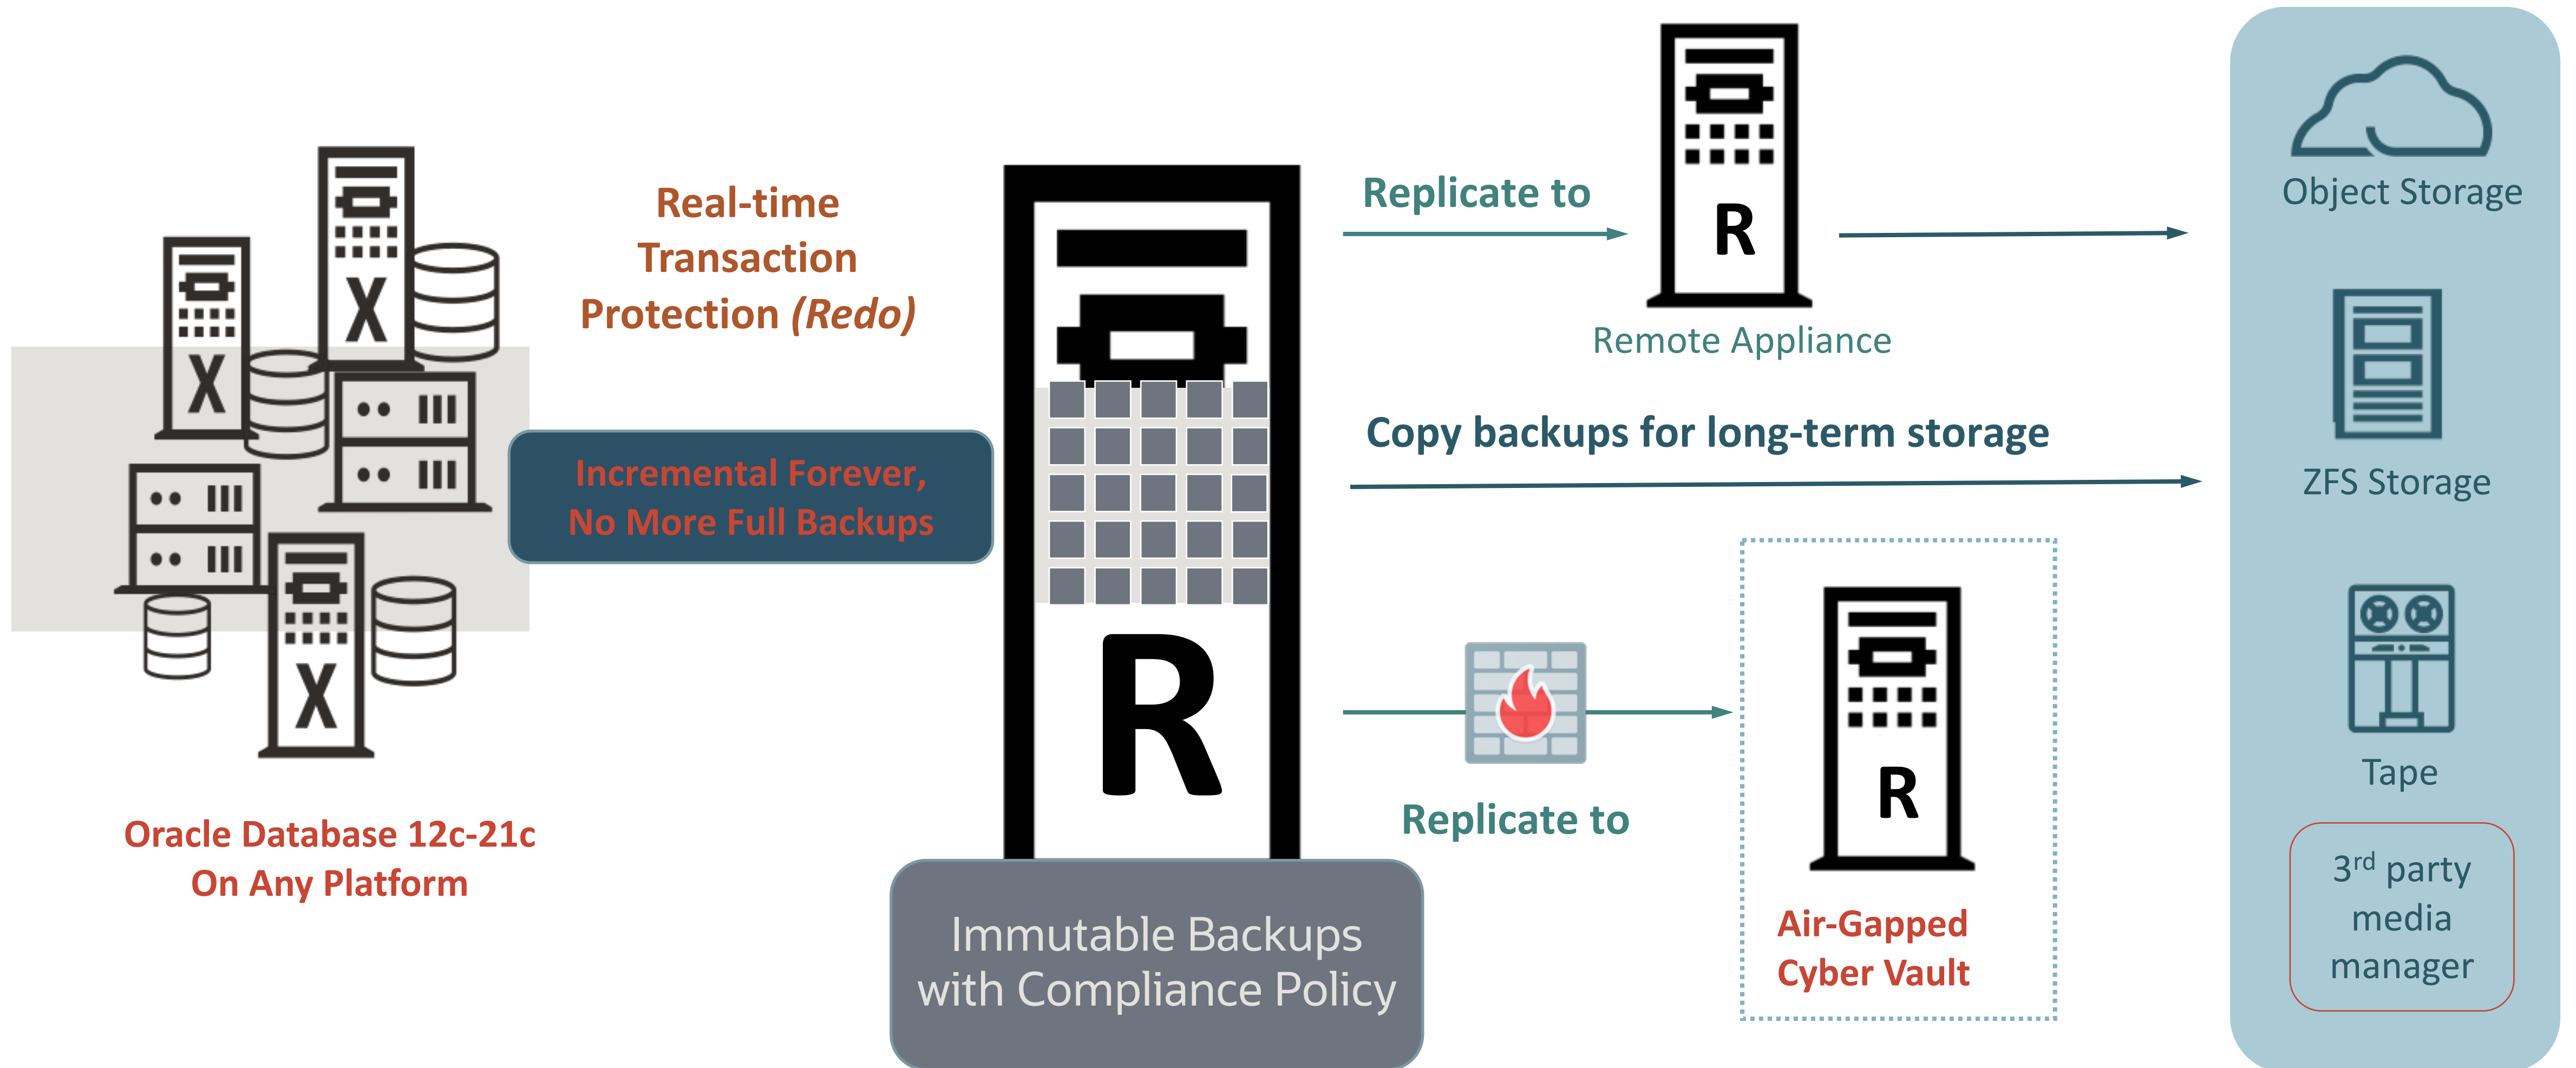 X
X
X
Oracle Database 12c-21c
On Any Platform
Real-time
Transaction
Protection (Redo)
Incremental Forever,
No More Full Backups
R
Immutable Backups
with Compliance Policy
Replicate to
R
Remote Appliance
Copy backups for long-term storage
Replicate to
R
Air-Gapped
Cyber Vault
Object Storage
ZFS Storage
Tape
3rd party
media
manager